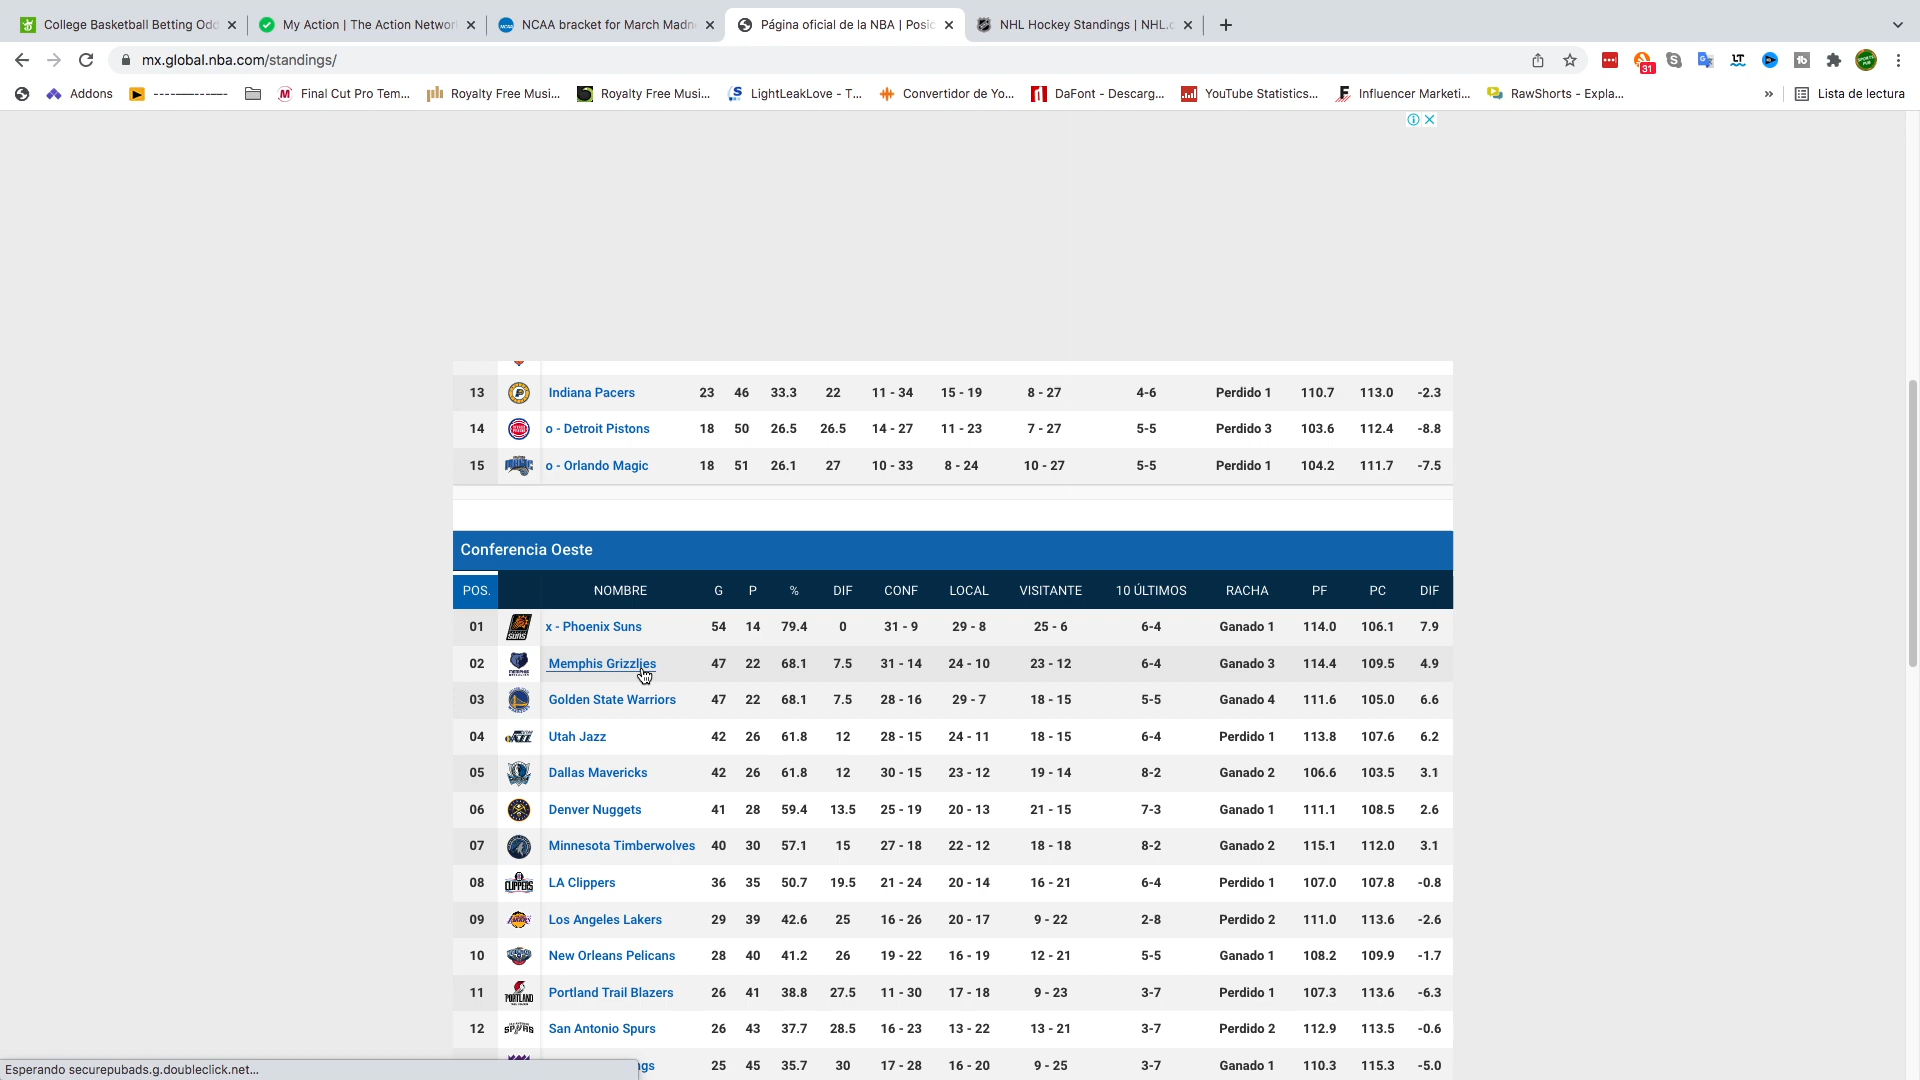 College Basketball Betting Odd
My Action | The Action Networ
NCAA bracket for March Madn
Página oficial de la NBA | Posic
NHL Hockey Standings | NHL.c
mx.global.nba.com/standings/
31
Addons
--------------
Final Cut Pro Tem...
Royalty Free Musi...
Royalty Free Musi...
LightLeakLove - T...
Convertidor de Yo...
DaFont - Descarg...
YouTube Statistics...
Influencer Marketi...
RawShorts - Expla...
»
Lista de lectura
13 Indiana Pacers 23 46 33.3 22 11 - 34 15 - 19 8 - 27 4-6 Perdido 1 110.7 113.0 -2.3
14 o - Detroit Pistons 18 50 26.5 26.5 14 - 27 11 - 23 7 - 27 5-5 Perdido 3 103.6 112.4 -8.8
15 o - Orlando Magic 18 51 26.1 27 10 - 33 8 - 24 10 - 27 5-5 Perdido 1 104.2 111.7 -7.5
Conferencia Oeste
POS. NOMBRE G P % DIF CONF LOCAL VISITANTE 10 ÚLTIMOS RACHA PF PC DIF
01 x - Phoenix Suns 54 14 79.4 0 31 - 9 29 - 8 25 - 6 6-4 Ganado 1 114.0 106.1 7.9
02 Memphis Grizzlies 47 22 68.1 7.5 31 - 14 24 - 10 23 - 12 6-4 Ganado 3 114.4 109.5 4.9
03 Golden State Warriors 47 22 68.1 7.5 28 - 16 29 - 7 18 - 15 5-5 Ganado 4 111.6 105.0 6.6
04 Utah Jazz 42 26 61.8 12 28 - 15 24 - 11 18 - 15 6-4 Perdido 1 113.8 107.6 6.2
05 Dallas Mavericks 42 26 61.8 12 30 - 15 23 - 12 19 - 14 8-2 Ganado 2 106.6 103.5 3.1
06 Denver Nuggets 41 28 59.4 13.5 25 - 19 20 - 13 21 - 15 7-3 Ganado 1 111.1 108.5 2.6
07 Minnesota Timberwolves 40 30 57.1 15 27 - 18 22 - 12 18 - 18 8-2 Ganado 2 115.1 112.0 3.1
08 LA Clippers 36 35 50.7 19.5 21 - 24 20 - 14 16 - 21 6-4 Perdido 1 107.0 107.8 -0.8
09 Los Angeles Lakers 29 39 42.6 25 16 - 26 20 - 17 9 - 22 2-8 Perdido 2 111.0 113.6 -2.6
10 New Orleans Pelicans 28 40 41.2 26 19 - 22 16 - 19 12 - 21 5-5 Ganado 1 108.2 109.9 -1.7
11 Portland Trail Blazers 26 41 38.8 27.5 11 - 30 17 - 18 9 - 23 3-7 Perdido 1 107.3 113.6 -6.3
12 San Antonio Spurs 26 43 37.7 28.5 16 - 23 13 - 22 13 - 21 3-7 Perdido 2 112.9 113.5 -0.6
ngs 25 45 35.7 30 17 - 28 16 - 20 9 - 25 3-7 Ganado 1 110.3 115.3 -5.0
Esperando securepubads.g.doubleclick.net...